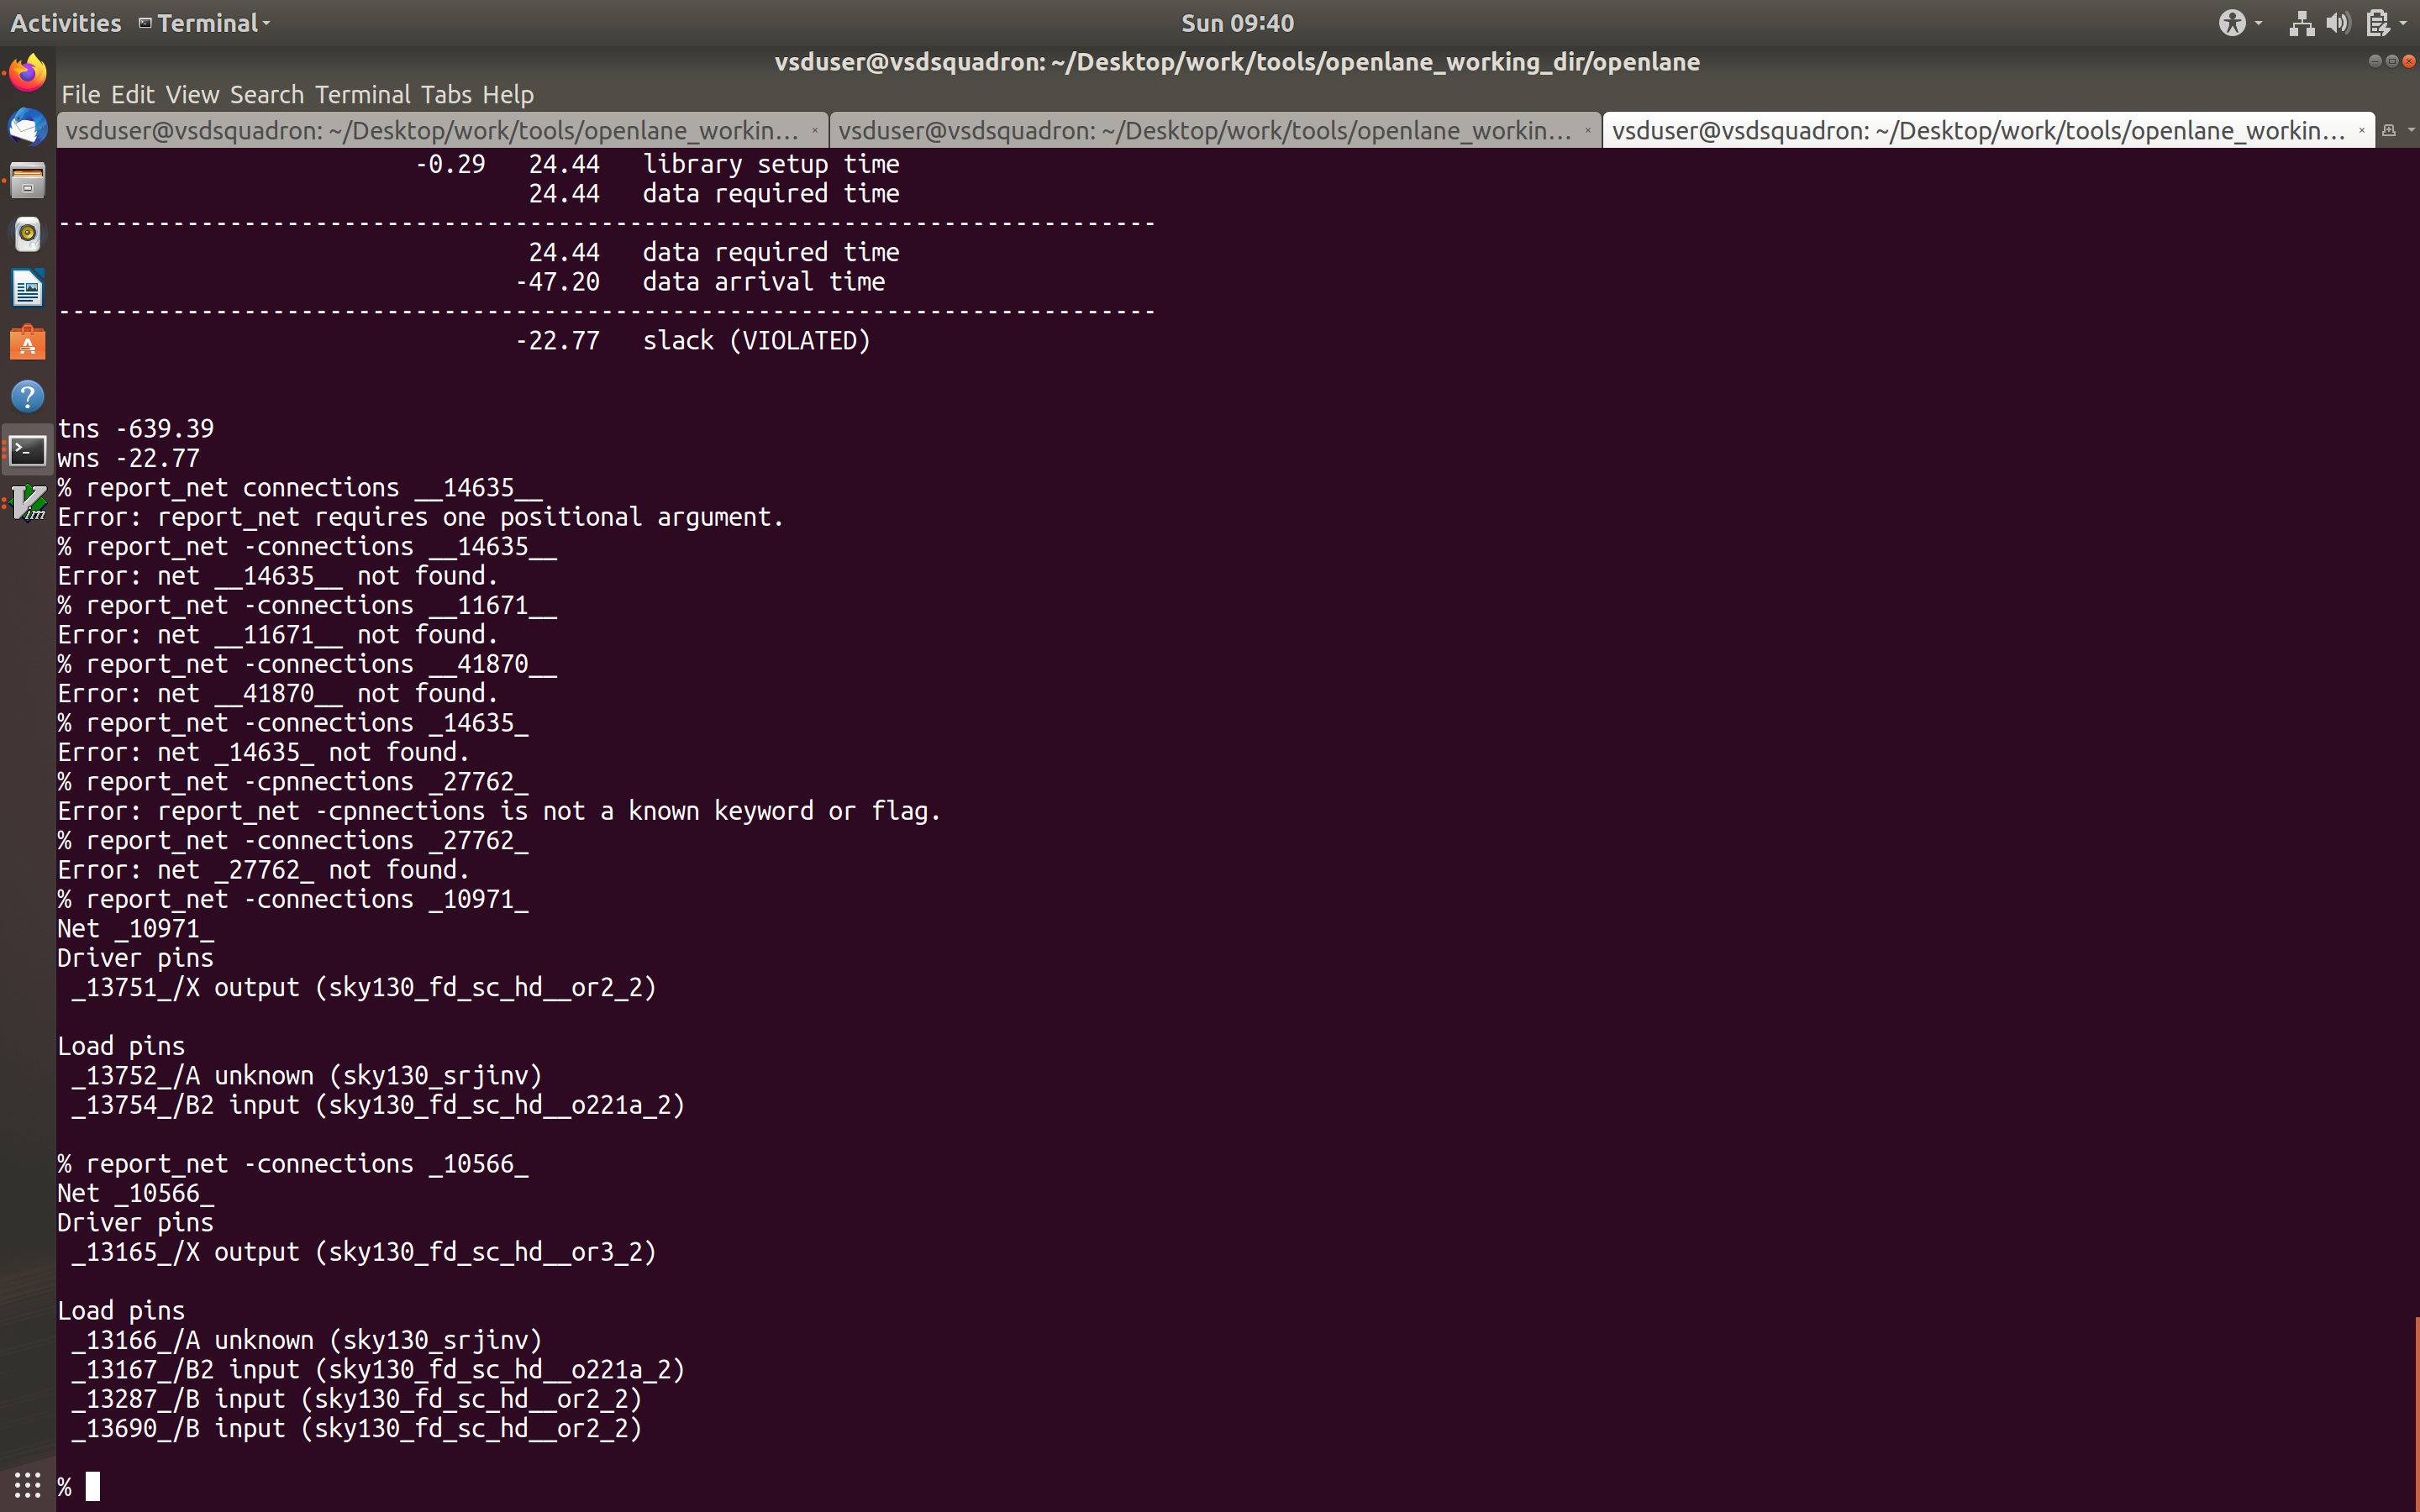 Activities Terminal Sun 09:40
vsduser@vsdsquadron: ~/Desktop/work/tools/openlane_working_dir/openlane
File Edit View Search Terminal Tabs Help
vsduser@vsdsquadron: ~/Desktop/work/tools/openlane_workin... vsduser@vsdsquadron: ~/Desktop/work/tools/openlane_workin... vsduser@vsdsquadron: ~/Desktop/work/tools/openlane_workin...
-0.29 24.44 library setup time
24.44 data required time
-----------------------------------------------------------------------------
24.44 data required time
-47.20 data arrival time
-----------------------------------------------------------------------------
-22.77 slack (VIOLATED)
tns -639.39
wns -22.77
% report_net connections __14635__
Error: report_net requires one positional argument.
% report_net -connections __14635__
Error: net __14635__ not found.
% report_net -connections __11671__
Error: net __11671__ not found.
% report_net -connections __41870__
Error: net __41870__ not found.
% report_net -connections _14635_
Error: net _14635_ not found.
% report_net -cpnnections _27762_
Error: report_net -cpnnections is not a known keyword or flag.
% report_net -connections _27762_
Error: net _27762_ not found.
% report_net -connections _10971_
Net _10971_
Driver pins
_13751_/X output (sky130_fd_sc_hd__or2_2)
Load pins
_13752_/A unknown (sky130_srjinv)
_13754_/B2 input (sky130_fd_sc_hd__o221a_2)
% report_net -connections _10566_
Net _10566_
Driver pins
_13165_/X output (sky130_fd_sc_hd__or3_2)
Load pins
_13166_/A unknown (sky130_srjinv)
_13167_/B2 input (sky130_fd_sc_hd__o221a_2)
_13287_/B input (sky130_fd_sc_hd__or2_2)
_13690_/B input (sky130_fd_sc_hd__or2_2)
%